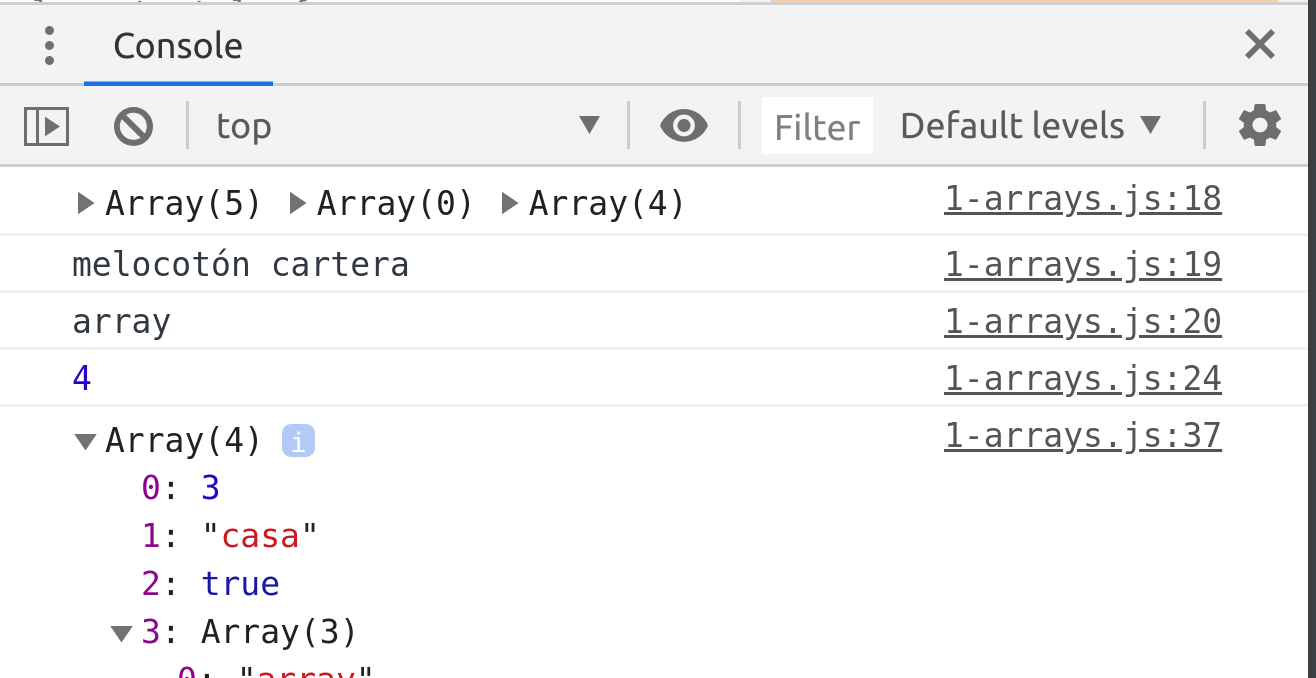 Console
top Filter Default levels
Array(5) Array(0) Array(4) 1-arrays.js:18
melocotón cartera 1-arrays.js:19
array 1-arrays.js:20
4 1-arrays.js:24
Array(4) i 1-arrays.js:37
0: 3
1: "casa"
2: true
3: Array(3)
0: "array"